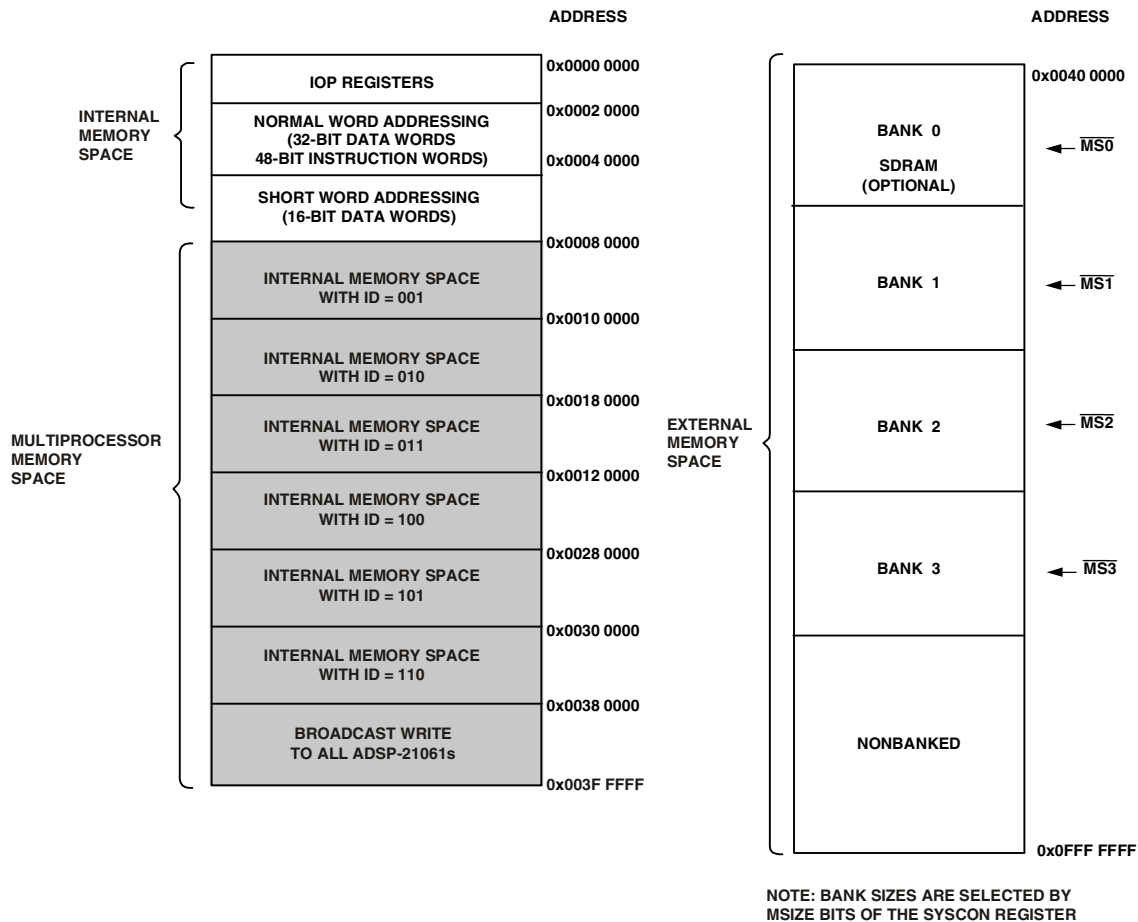 ADDRESS
0x0000 0000
IOP REGISTERS
0x0002 0000
INTERNAL
MEMORY
SPACE
NORMAL WORD ADDRESSING
(32-BIT DATA WORDS
48-BIT INSTRUCTION WORDS)
0x0004 0000
SHORT WORD ADDRESSING
(16-BIT DATA WORDS)
0x0008 0000
INTERNAL MEMORY SPACE
WITH ID = 001
0x0010 0000
INTERNAL MEMORY SPACE
WITH ID = 010
0x0018 0000
MULTIPROCESSOR
MEMORY
SPACE
INTERNAL MEMORY SPACE
WITH ID = 011
0x0012 0000
INTERNAL MEMORY SPACE
WITH ID = 100
0x0028 0000
INTERNAL MEMORY SPACE
WITH ID = 101
0x0030 0000
INTERNAL MEMORY SPACE
WITH ID = 110
0x0038 0000
BROADCAST WRITE
TO ALL ADSP-21061s
0x003F FFFF
ADDRESS
0x0040 0000
BANK 0
MS0
SDRAM
(OPTIONAL)
BANK 1
MS1
EXTERNAL
MEMORY
SPACE
BANK 2
MS2
BANK 3
MS3
NONBANKED
0x0FFF FFFF
NOTE: BANK SIZES ARE SELECTED BY
MSIZE BITS OF THE SYSCON REGISTER